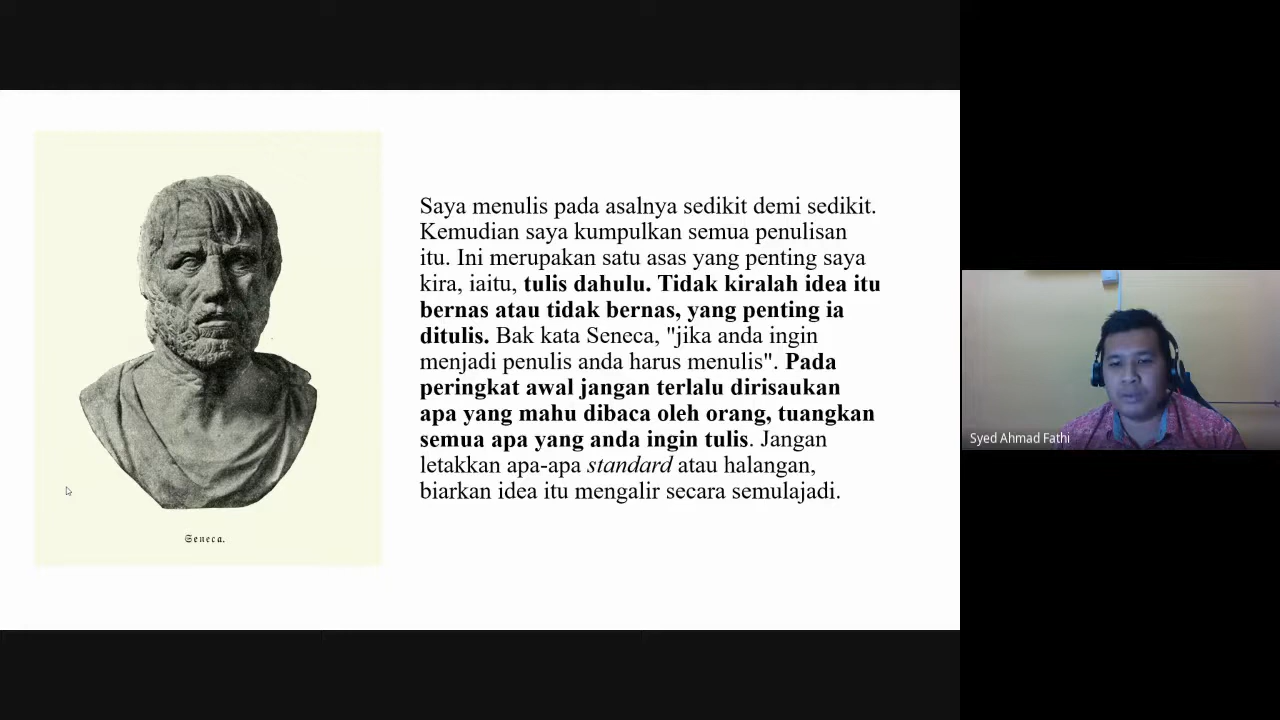 Saya menulis pada asalnya sedikit demi sedikit.
Kemudian saya kumpulkan semua penulisan
itu. Ini merupakan satu asas yang penting saya
kira, iaitu, tulis dahulu. Tidak kiralah idea itu
bernas atau tidak bernas, yang penting ia
ditulis. Bak kata Seneca, "jika anda ingin
menjadi penulis anda harus menulis". Pada
peringkat awal jangan terlalu dirisaukan
apa yang mahu dibaca oleh orang, tuangkan
semua apa yang anda ingin tulis. Jangan
letakkan apa-apa standard atau halangan,
biarkan idea itu mengalir secara semulajadi.
Seneca.
Syed Ahmad Fathi